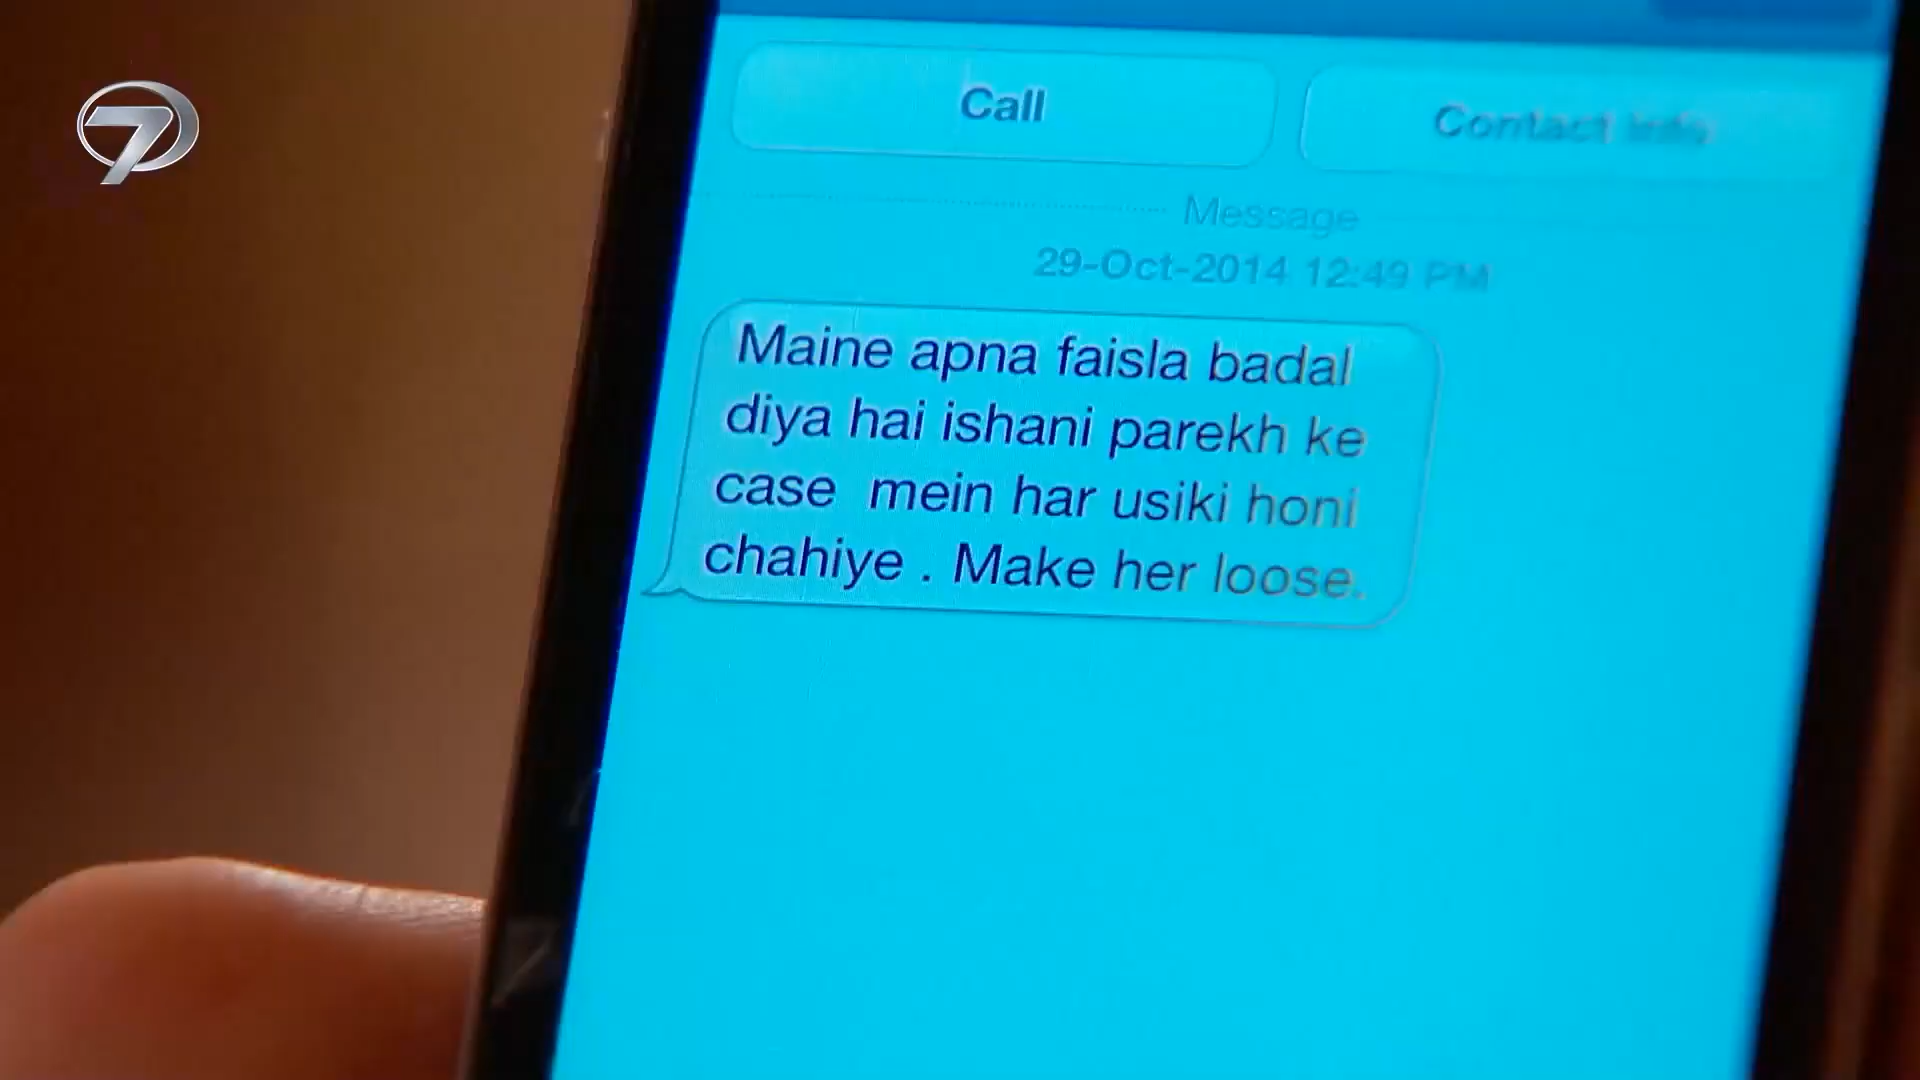 7
Call
Contact Info
Message
29-Oct-2014 12:49 PM
Maine apna faisla badal
diya hai ishani parekh ke
case mein har usiki honi
chahiye . Make her loose.